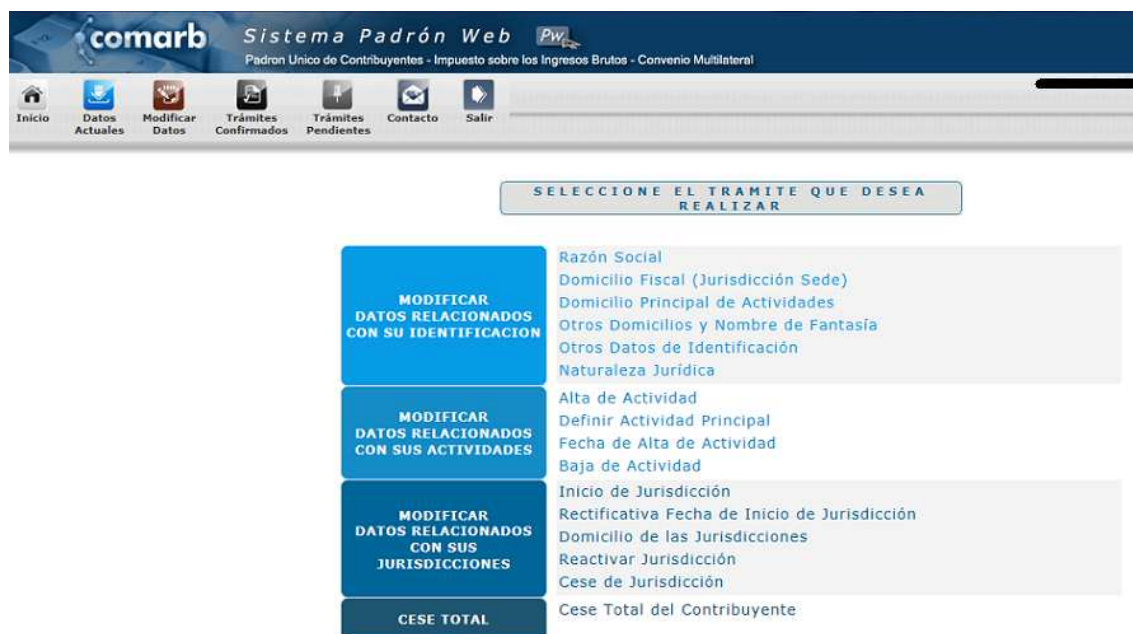 comarb
Sistema Padrón Web Pw
Padron Unico de Contribuyentes - Impuesto sobre los Ingresos Brutos - Convenio Multilateral
Inicio
Datos
Actuales
Modificar
Datos
Trámites
Confirmados
Trámites
Pendientes
Contacto
Salir
SELECCIONE EL TRAMITE QUE DESEA
REALIZAR
MODIFICAR
DATOS RELACIONADOS
CON SU IDENTIFICACION
Razón Social
Domicilio Fiscal (Jurisdicción Sede)
Domicilio Principal de Actividades
Otros Domicilios y Nombre de Fantasía
Otros Datos de Identificación
Naturaleza Jurídica
MODIFICAR
DATOS RELACIONADOS
CON SUS ACTIVIDADES
Alta de Actividad
Definir Actividad Principal
Fecha de Alta de Actividad
Baja de Actividad
MODIFICAR
DATOS RELACIONADOS
CON SUS
JURISDICCIONES
Inicio de Jurisdicción
Rectificativa Fecha de Inicio de Jurisdicción
Domicilio de las Jurisdicciones
Reactivar Jurisdicción
Cese de Jurisdicción
CESE TOTAL
Cese Total del Contribuyente